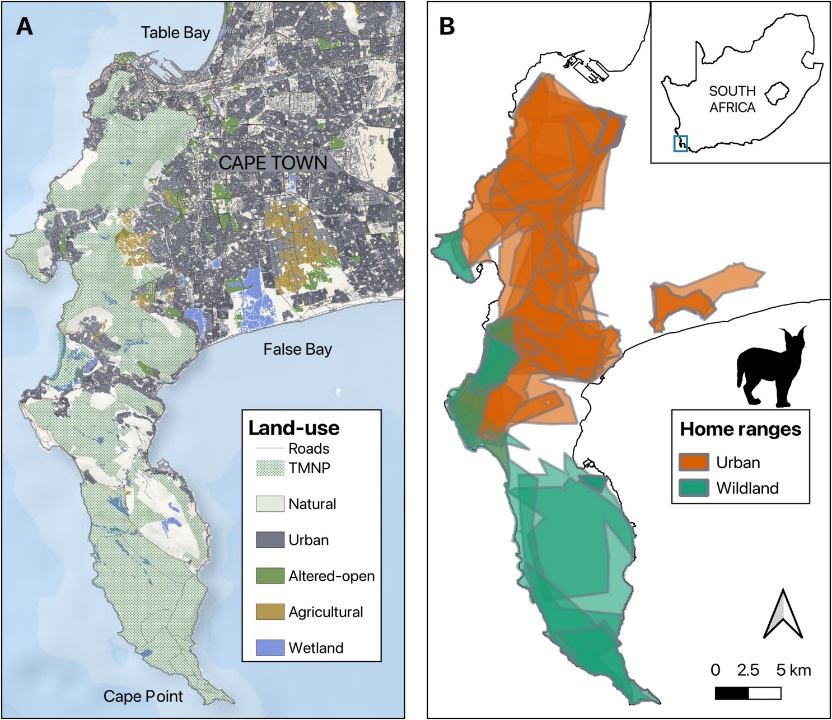 A
Table Bay
CAPE TOWN
False Bay
Land-use
Roads
TMNP
Natural
Urban
Altered-open
Agricultural
Wetland
Cape Point
B
SOUTH
AFRICA
Home ranges
Urban
Wildland
0 2.5 5 km